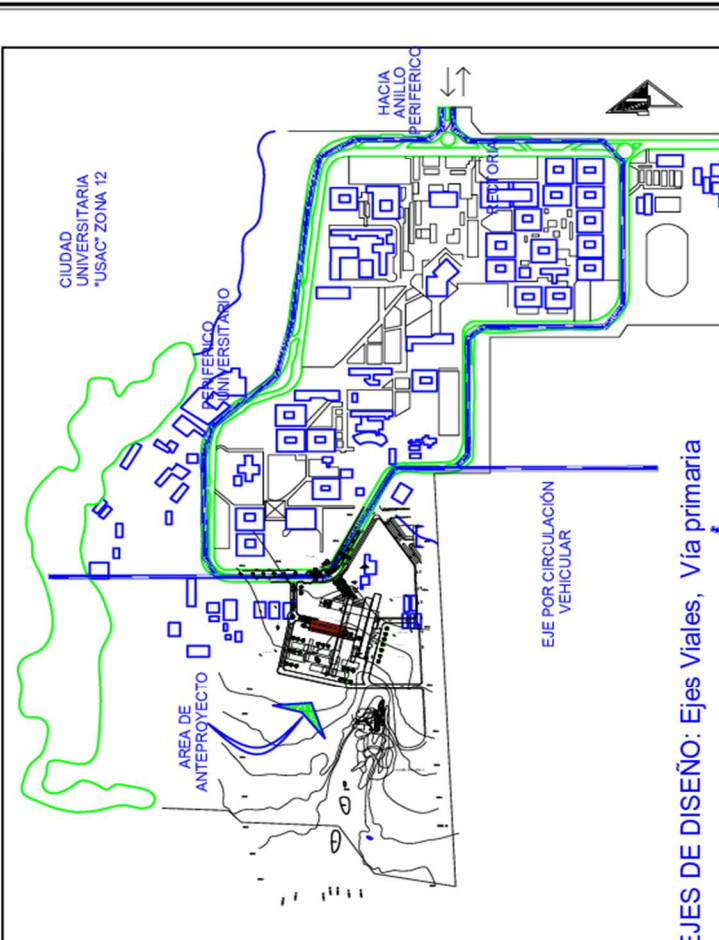 HACIA
ANILLO
PERIFERICO
RECTORIA
CIUDAD
UNIVERSITARIA
"USAC" ZONA 12
PERIFERICO
UNIVERSITARIO
EJE POR CIRCULACIÓN
VEHICULAR
AREA DE
ANTEPROYECTO
EJES DE DISEÑO: Ejes Viales, Vía primaria